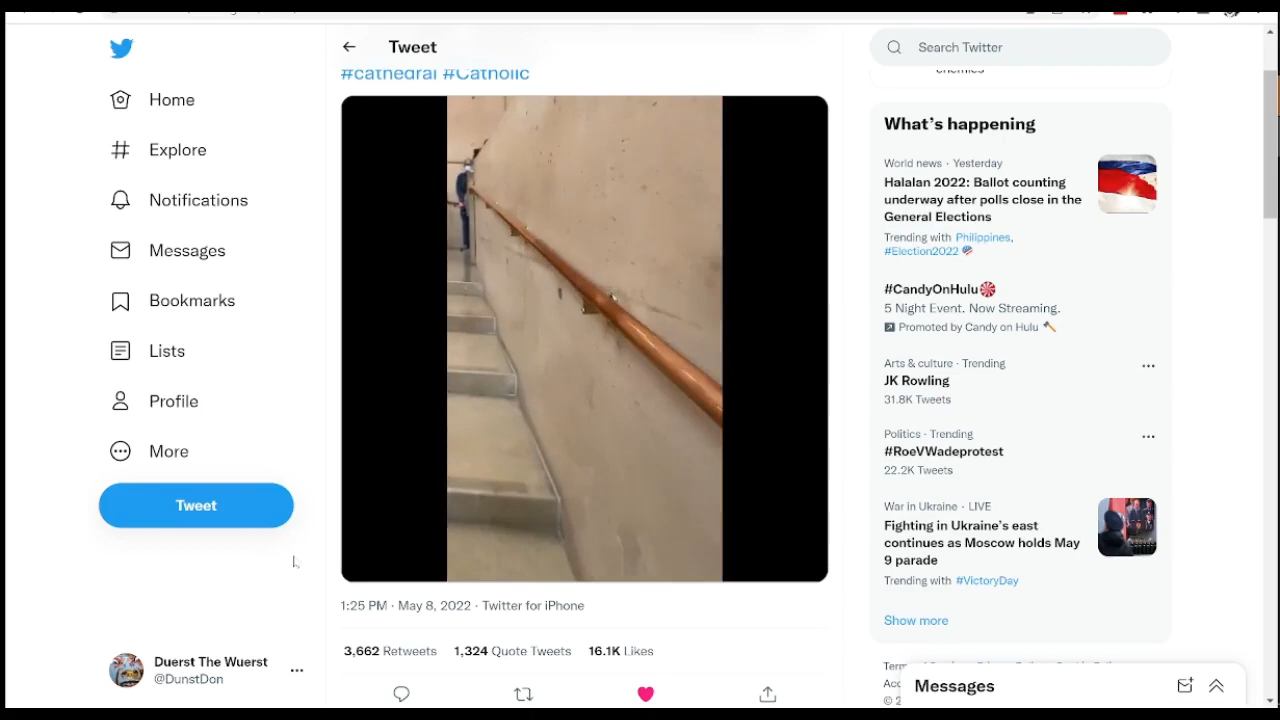 Home
Explore
Notifications
Messages
Bookmarks
Lists
Profile
More
Tweet
Duerst The Wuerst
@DunstDon
Tweet
#cathedral #Catholic
1:25 PM · May 8, 2022 · Twitter for iPhone
3,662 Retweets 1,324 Quote Tweets 16.1K Likes
Search Twitter
enemies
What's happening
World news · Yesterday
Halalan 2022: Ballot counting
underway after polls close in the
General Elections
Trending with Philippines,
#Election2022
#CandyOnHulu
5 Night Event. Now Streaming.
Promoted by Candy on Hulu
Arts & culture · Trending
JK Rowling
31.8K Tweets
Politics · Trending
#RoeVWadeprotest
22.2K Tweets
War in Ukraine · LIVE
Fighting in Ukraine's east
continues as Moscow holds May
9 parade
Trending with #VictoryDay
Show more
Messages